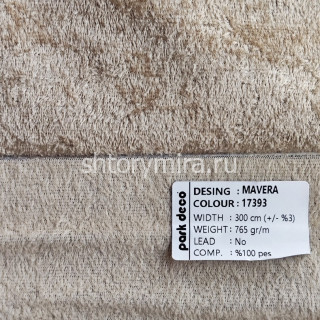 shtorymira.ru
park deco
DESING : MAVERA
COLOUR : 17393
WIDTH : 300 cm (+/- %3)
WEIGHT : 765 gr/m
LEAD : No
COMP. : %100 pes